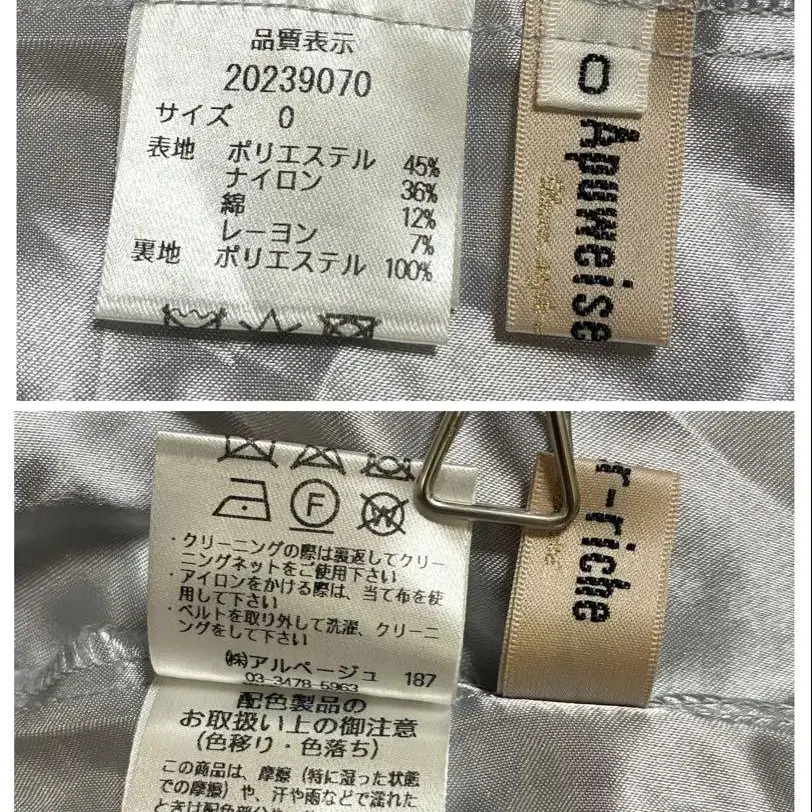 品質表示
20239070
サイズ 0
表地 ポリエステル 45%
ナイロン 36%
綿 12%
レーヨン 7%
裏地 ポリエステル 100%
0
Apuweise
r-riche
F
W
・クリーニングの際は裏返してクリー
ニングネットをご使用下さい
・アイロンをかける際は、当て布を使
用して下さい
・ベルトを取り外して洗濯、クリーニ
ングをして下さい
㈱アルページュ 187
03-3478-5963
配色製品の
お取扱い上の御注意
(色移り・色落ち)
この商品は、摩擦(特に湿った状態
での摩擦)や、汗や雨などで濡れた
ときは配色部分や